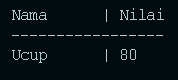 Nama      | Nilai
-----------------
Ucup      | 80